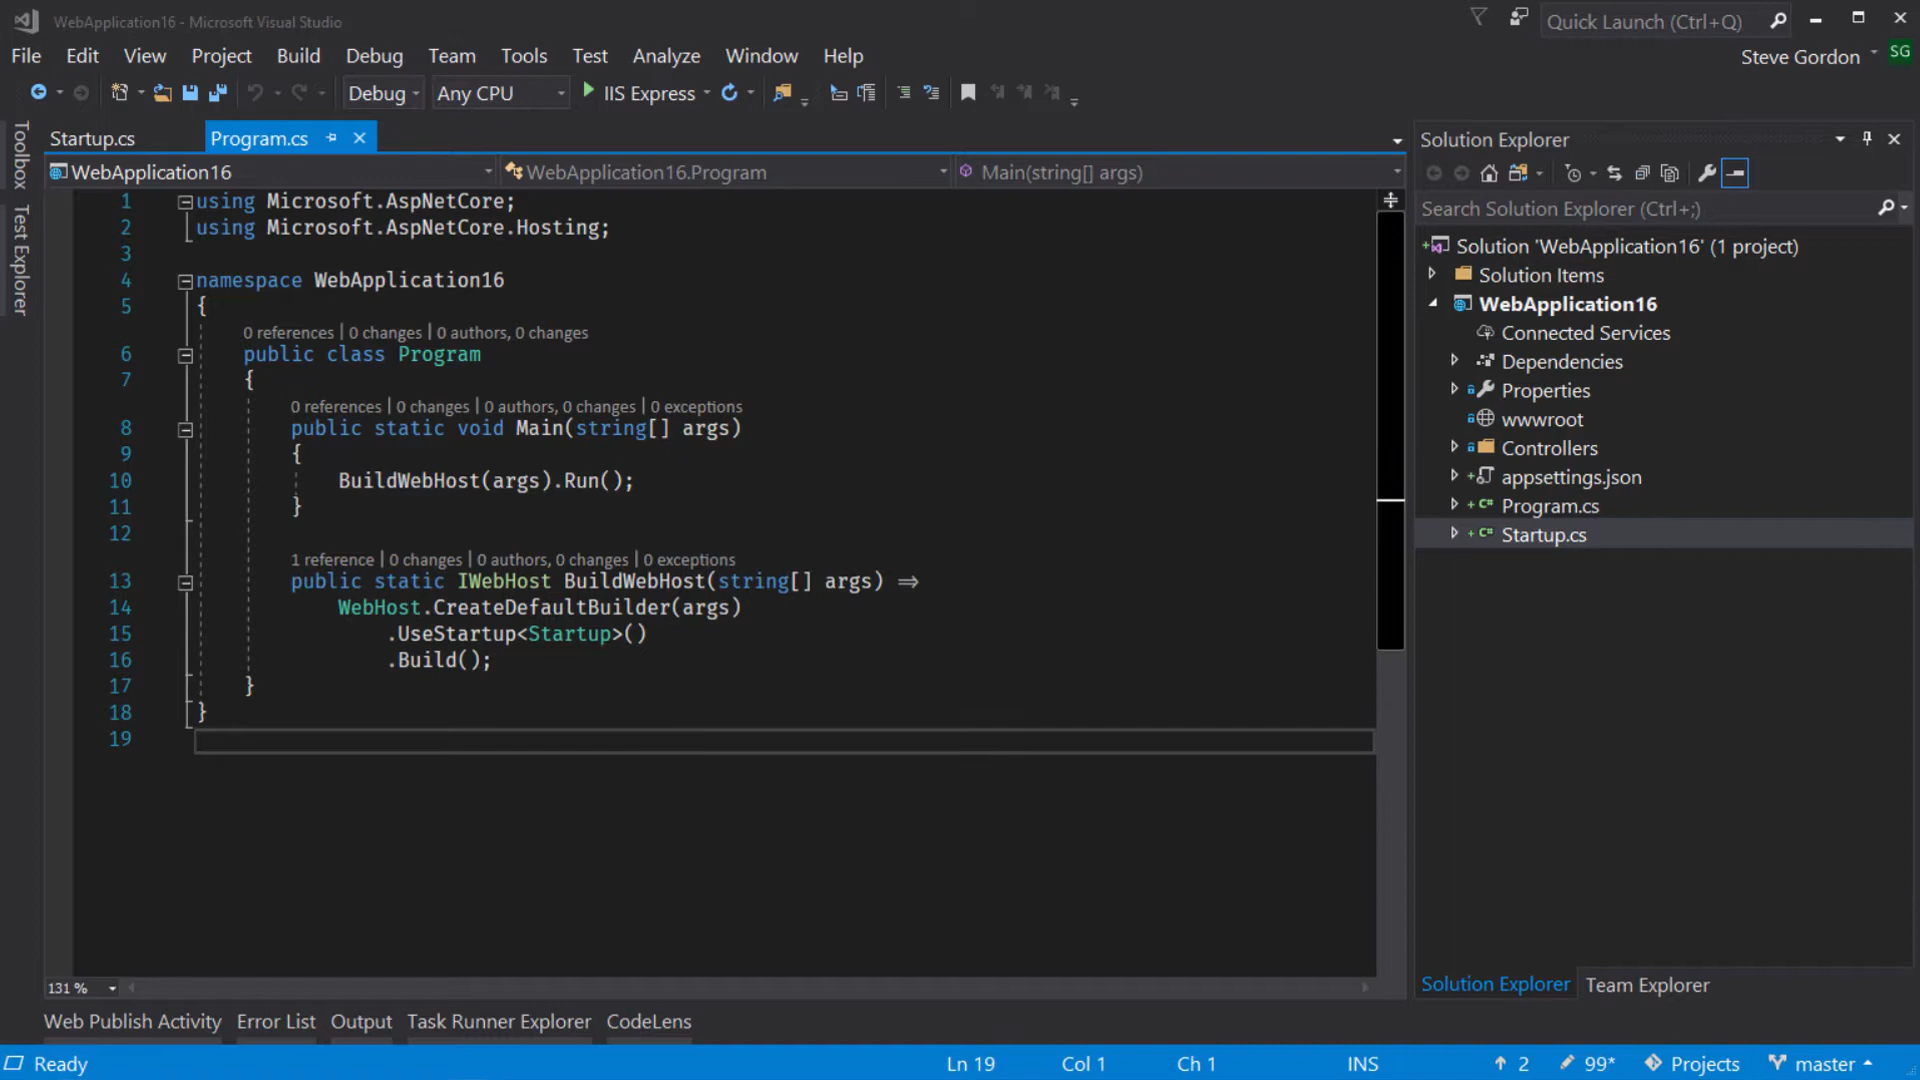 WebApplication16 - Microsoft Visual Studio
Quick Launch (Ctrl+Q)
File Edit View Project Build Debug Team Tools Test Analyze Window Help
Steve Gordon SG
Debug Any CPU IIS Express
Toolbox
Test Explorer
Startup.cs Program.cs
WebApplication16 WebApplication16.Program Main(string[] args)
1 using Microsoft.AspNetCore;
2 using Microsoft.AspNetCore.Hosting;
3
4 namespace WebApplication16
5 {
0 references | 0 changes | 0 authors, 0 changes
6 public class Program
7 {
0 references | 0 changes | 0 authors, 0 changes | 0 exceptions
8 public static void Main(string[] args)
9 {
10 BuildWebHost(args).Run();
11 }
12
1 reference | 0 changes | 0 authors, 0 changes | 0 exceptions
13 public static IWebHost BuildWebHost(string[] args) =>
14 WebHost.CreateDefaultBuilder(args)
15 .UseStartup<Startup>()
16 .Build();
17 }
18 }
19
131 %
Solution Explorer
Search Solution Explorer (Ctrl+;)
Solution 'WebApplication16' (1 project)
Solution Items
WebApplication16
Connected Services
Dependencies
Properties
wwwroot
Controllers
appsettings.json
C# Program.cs
C# Startup.cs
Solution Explorer Team Explorer
Web Publish Activity Error List Output Task Runner Explorer CodeLens
Ready Ln 19 Col 1 Ch 1 INS 2 99* Projects master